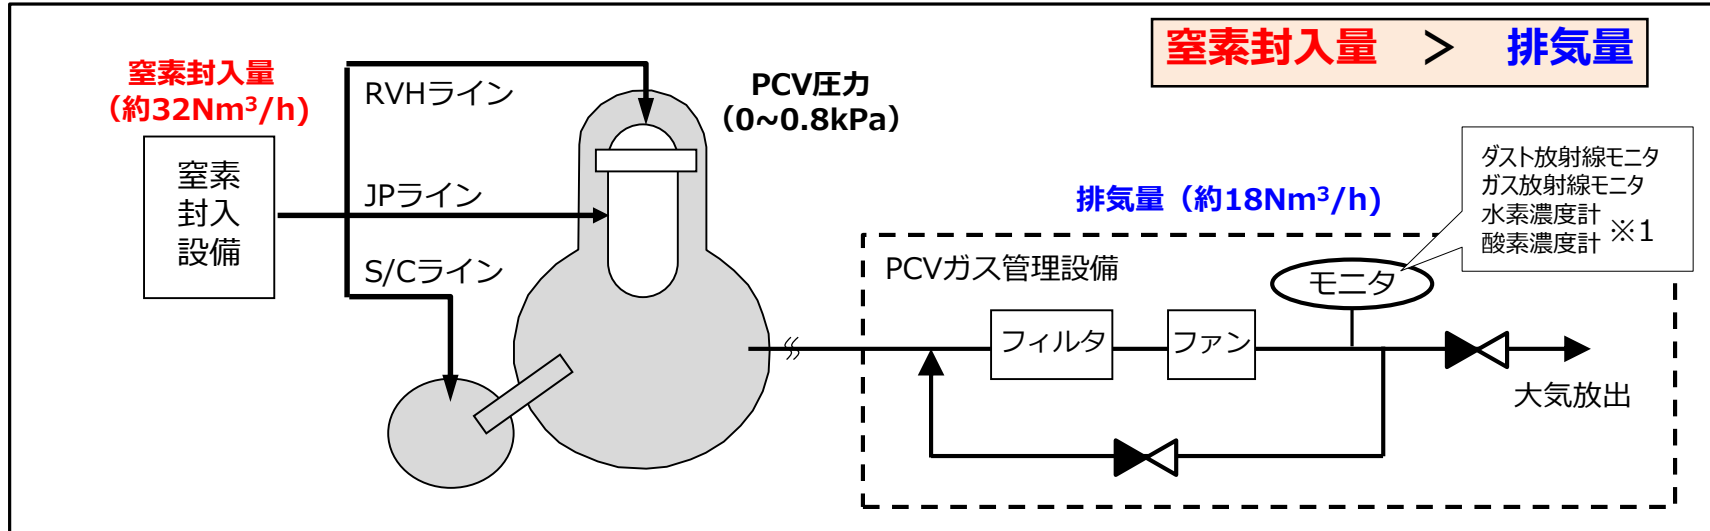 窒素封入量 > 排気量
窒素封入量
(約32Nm³/h)
RVHライン
PCV圧力
(0~0.8kPa)
窒素
封入
設備
JPライン
S/Cライン
排気量（約18Nm³/h)
ダスト放射線モニタ
ガス放射線モニタ
水素濃度計
酸素濃度計 ※1
PCVガス管理設備
モニタ
フィルタ
ファン
大気放出